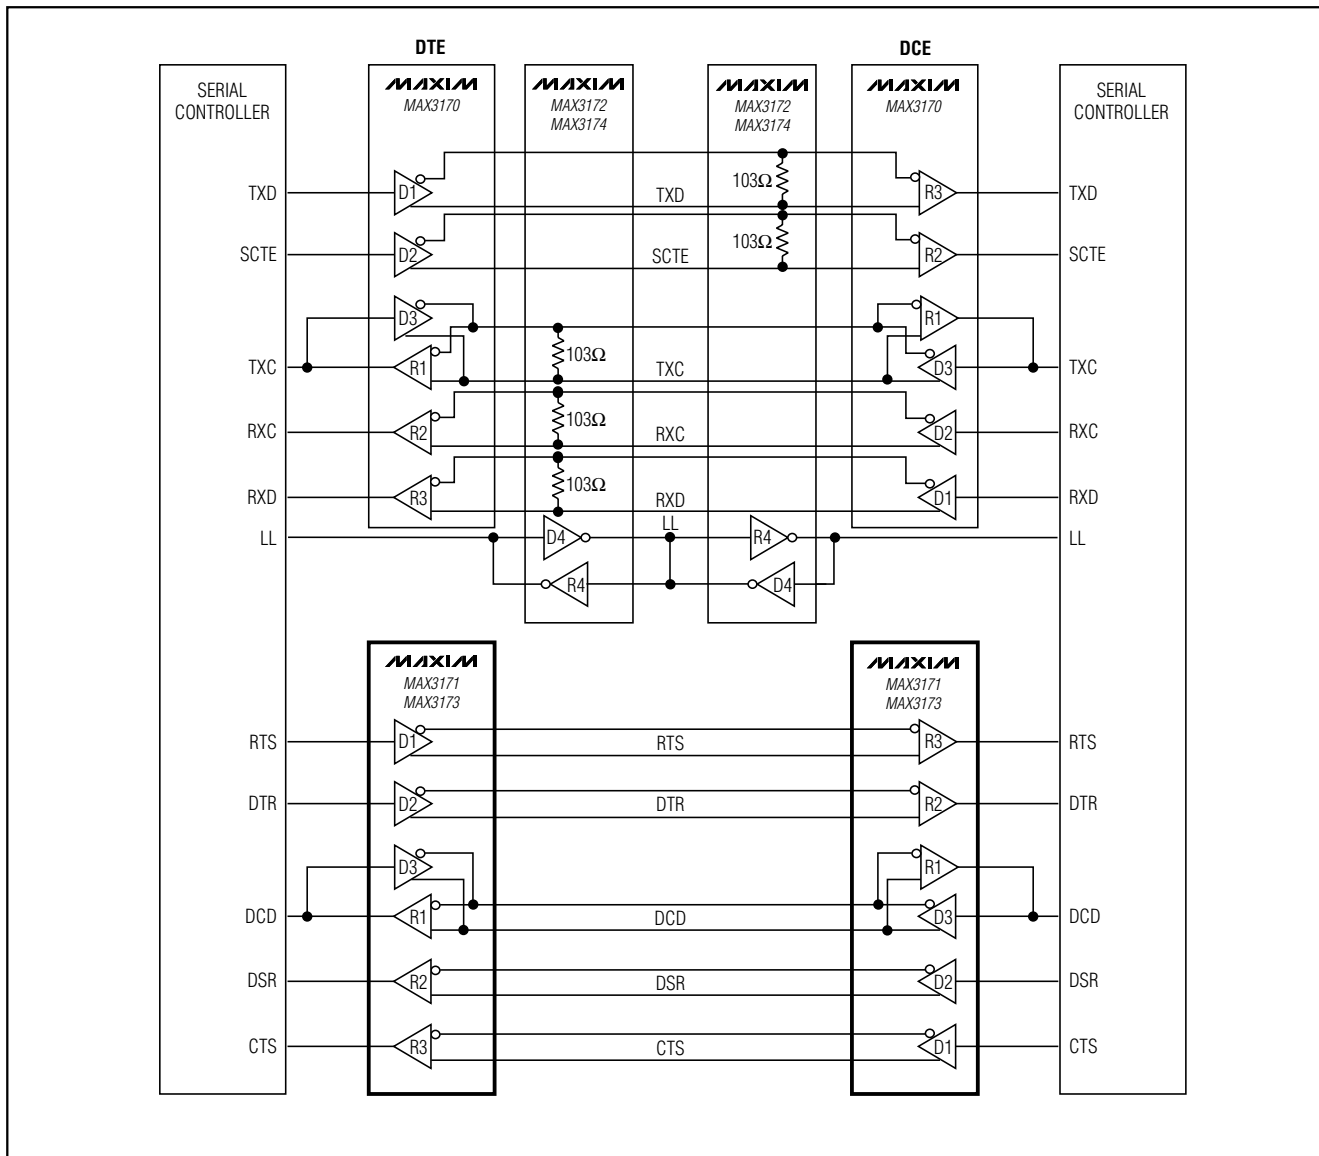 DTE
DCE
SERIAL
CONTROLLER
MAXIM
MAX3170
MAXIM
MAX3172
MAX3174
MAXIM
MAX3172
MAX3174
MAXIM
MAX3170
SERIAL
CONTROLLER
TXD
D1
TXD
103Ω
R3
TXD
SCTE
D2
SCTE
103Ω
R2
SCTE
D3
R1
TXC
R1
103Ω
TXC
D3
TXC
RXC
R2
103Ω
RXC
D2
RXC
RXD
R3
103Ω
RXD
D1
RXD
LL
D4
LL
R4
LL
R4
D4
MAXIM
MAX3171
MAX3173
MAXIM
MAX3171
MAX3173
RTS
D1
RTS
R3
RTS
DTR
D2
DTR
R2
DTR
D3
R1
DCD
R1
DCD
D3
DCD
DSR
R2
DSR
D2
DSR
CTS
R3
CTS
D1
CTS